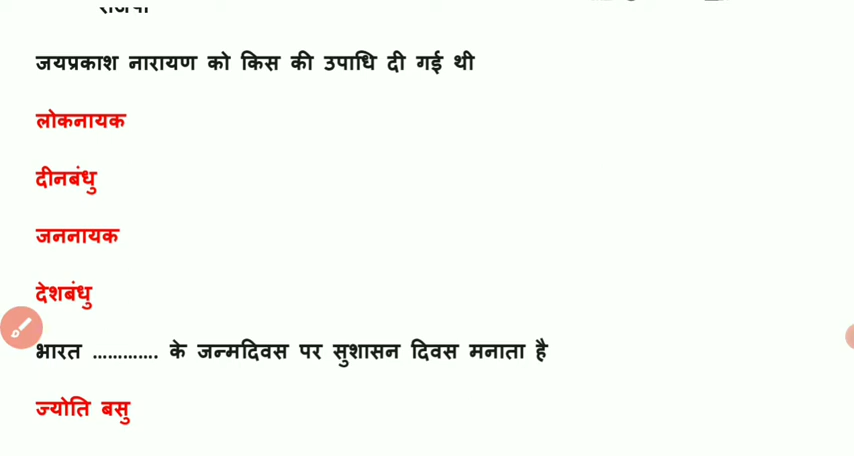 जयप्रकाश नारायण को किस की उपाधि दी गई थी
लोकनायक
दीनबंधु
जननायक
देशबंधु
भारत ............. के जन्मदिवस पर सुशासन दिवस मनाता है
ज्योति बसु